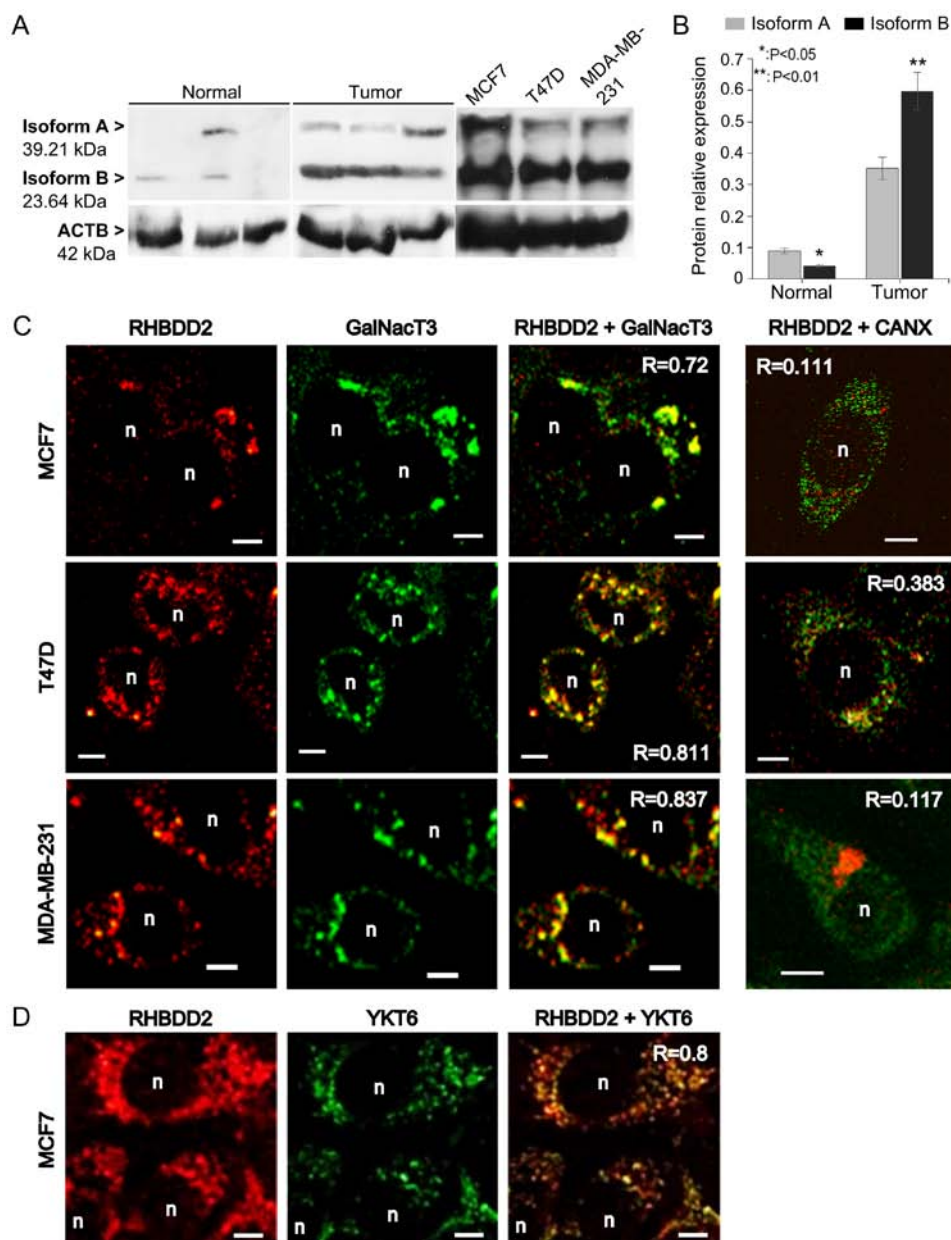 A
Normal
Tumor
MCF7
T47D
MDA-MB-
231
Isoform A >
39.21 kDa
Isoform B >
23.64 kDa
ACTB >
42 kDa
B
Isoform A
Isoform B
*:P<0.05
**:P<0.01
Protein relative expression
0.7
0.6
0.5
0.4
0.3
0.2
0.1
0
*
**
Normal
Tumor
C
RHBDD2
GalNacT3
RHBDD2 + GalNacT3
RHBDD2 + CANX
MCF7
n
n
n
n
R=0.72
n
n
R=0.111
n
T47D
n
n
n
n
n
n
R=0.811
R=0.383
n
MDA-MB-231
n
n
n
n
R=0.837
n
n
R=0.117
n
D
RHBDD2
YKT6
RHBDD2 + YKT6
MCF7
n
n
n
n
n
n
R=0.8
n
n
n